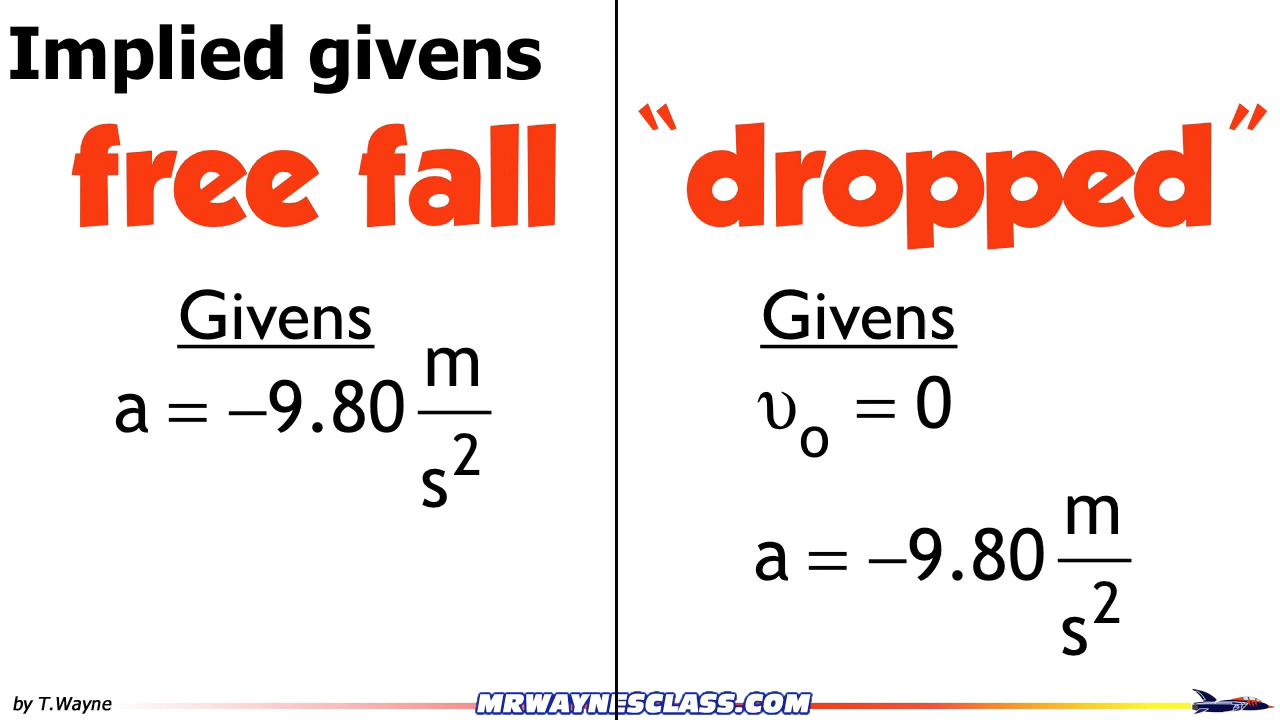 Implied givens
free fall
Givens
a = –9.80 m/s²
“dropped”
Givens
υₒ = 0
a = –9.80 m/s²
by T.Wayne
MRWAYNESCLASS.COM